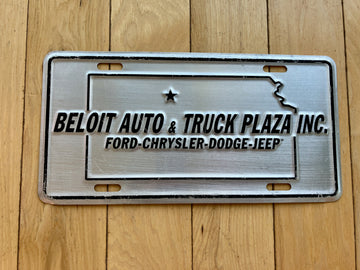 BELOIT AUTO & TRUCK PLAZA INC.
FORD-CHRYSLER-DODGE-JEEP